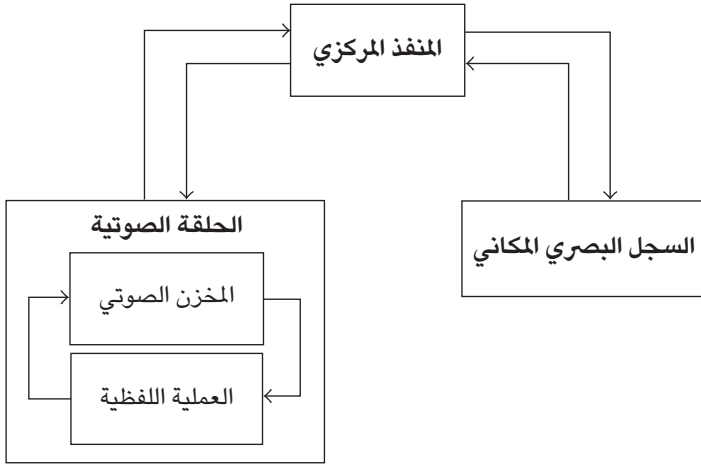 المنفذ المركزي
الحلقة الصوتية
السجل البصري المكاني
المخزن الصوتي
العملية اللفظية